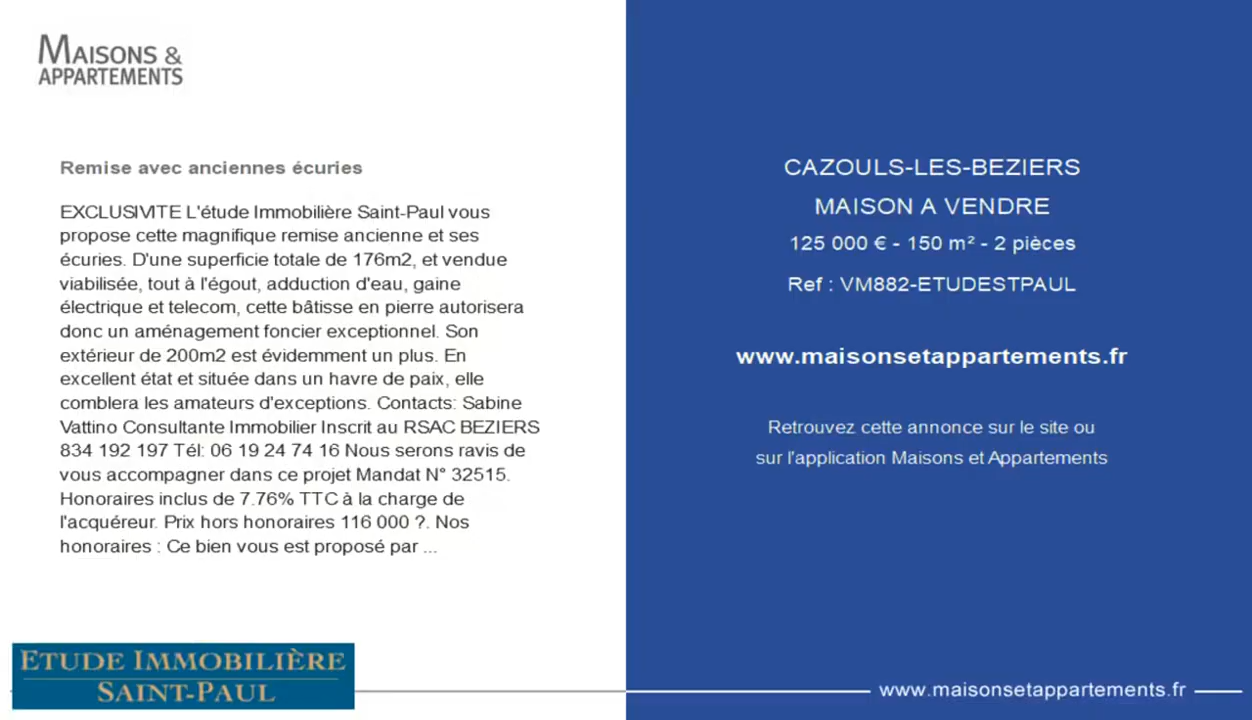 MAISONS &
APPARTEMENTS
Remise avec anciennes écuries
EXCLUSIVITE L'étude Immobilière Saint-Paul vous
propose cette magnifique remise ancienne et ses
écuries. D'une superficie totale de 176m2, et vendue
viabilisée, tout à l'égout, adduction d'eau, gaine
électrique et telecom, cette bâtisse en pierre autorisera
donc un aménagement foncier exceptionnel. Son
extérieur de 200m2 est évidemment un plus. En
excellent état et située dans un havre de paix, elle
comblera les amateurs d'exceptions. Contacts: Sabine
Vattino Consultante Immobilier Inscrit au RSAC BEZIERS
834 192 197 Tél: 06 19 24 74 16 Nous serons ravis de
vous accompagner dans ce projet Mandat N° 32515.
Honoraires inclus de 7.76% TTC à la charge de
l'acquéreur. Prix hors honoraires 116 000 ?. Nos
honoraires : Ce bien vous est proposé par ...
ETUDE IMMOBILIÈRE
SAINT-PAUL
CAZOULS-LES-BEZIERS
MAISON A VENDRE
125 000 € - 150 m² - 2 pièces
Ref : VM882-ETUDESTPAUL
www.maisonsetappartements.fr
Retrouvez cette annonce sur le site ou
sur l'application Maisons et Appartements
www.maisonsetappartements.fr